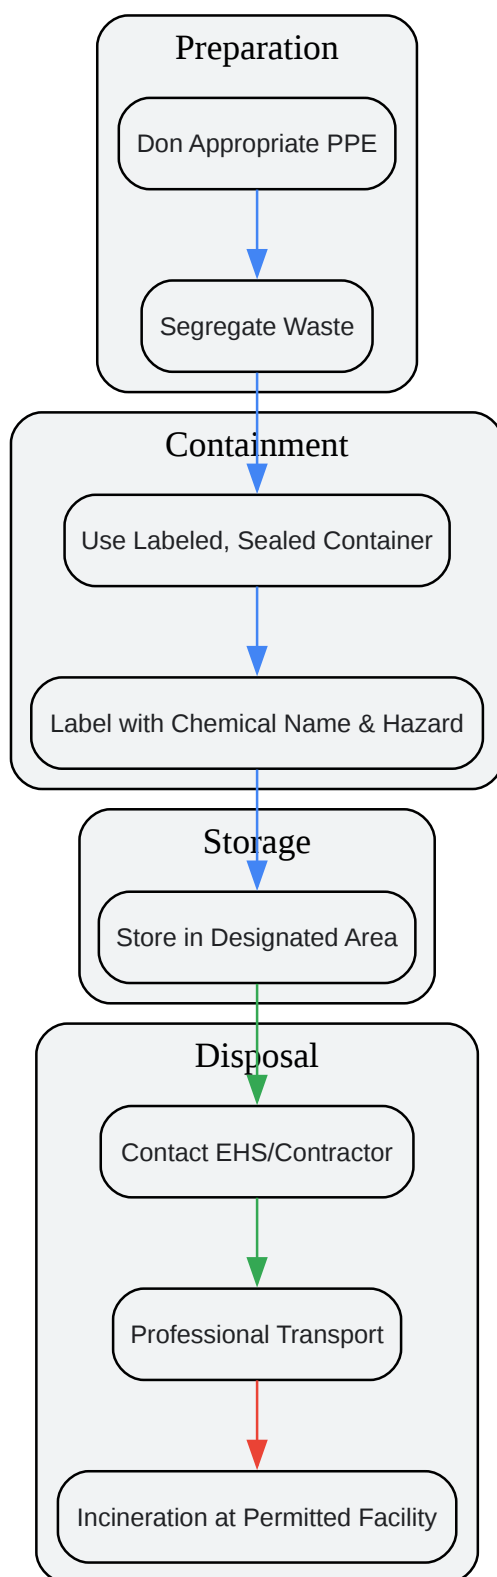 Preparation
Don Appropriate PPE
Segregate Waste
Containment
Use Labeled, Sealed Container
Label with Chemical Name & Hazard
Storage
Store in Designated Area
Disposal
Contact EHS/Contractor
Professional Transport
Incineration at Permitted Facility